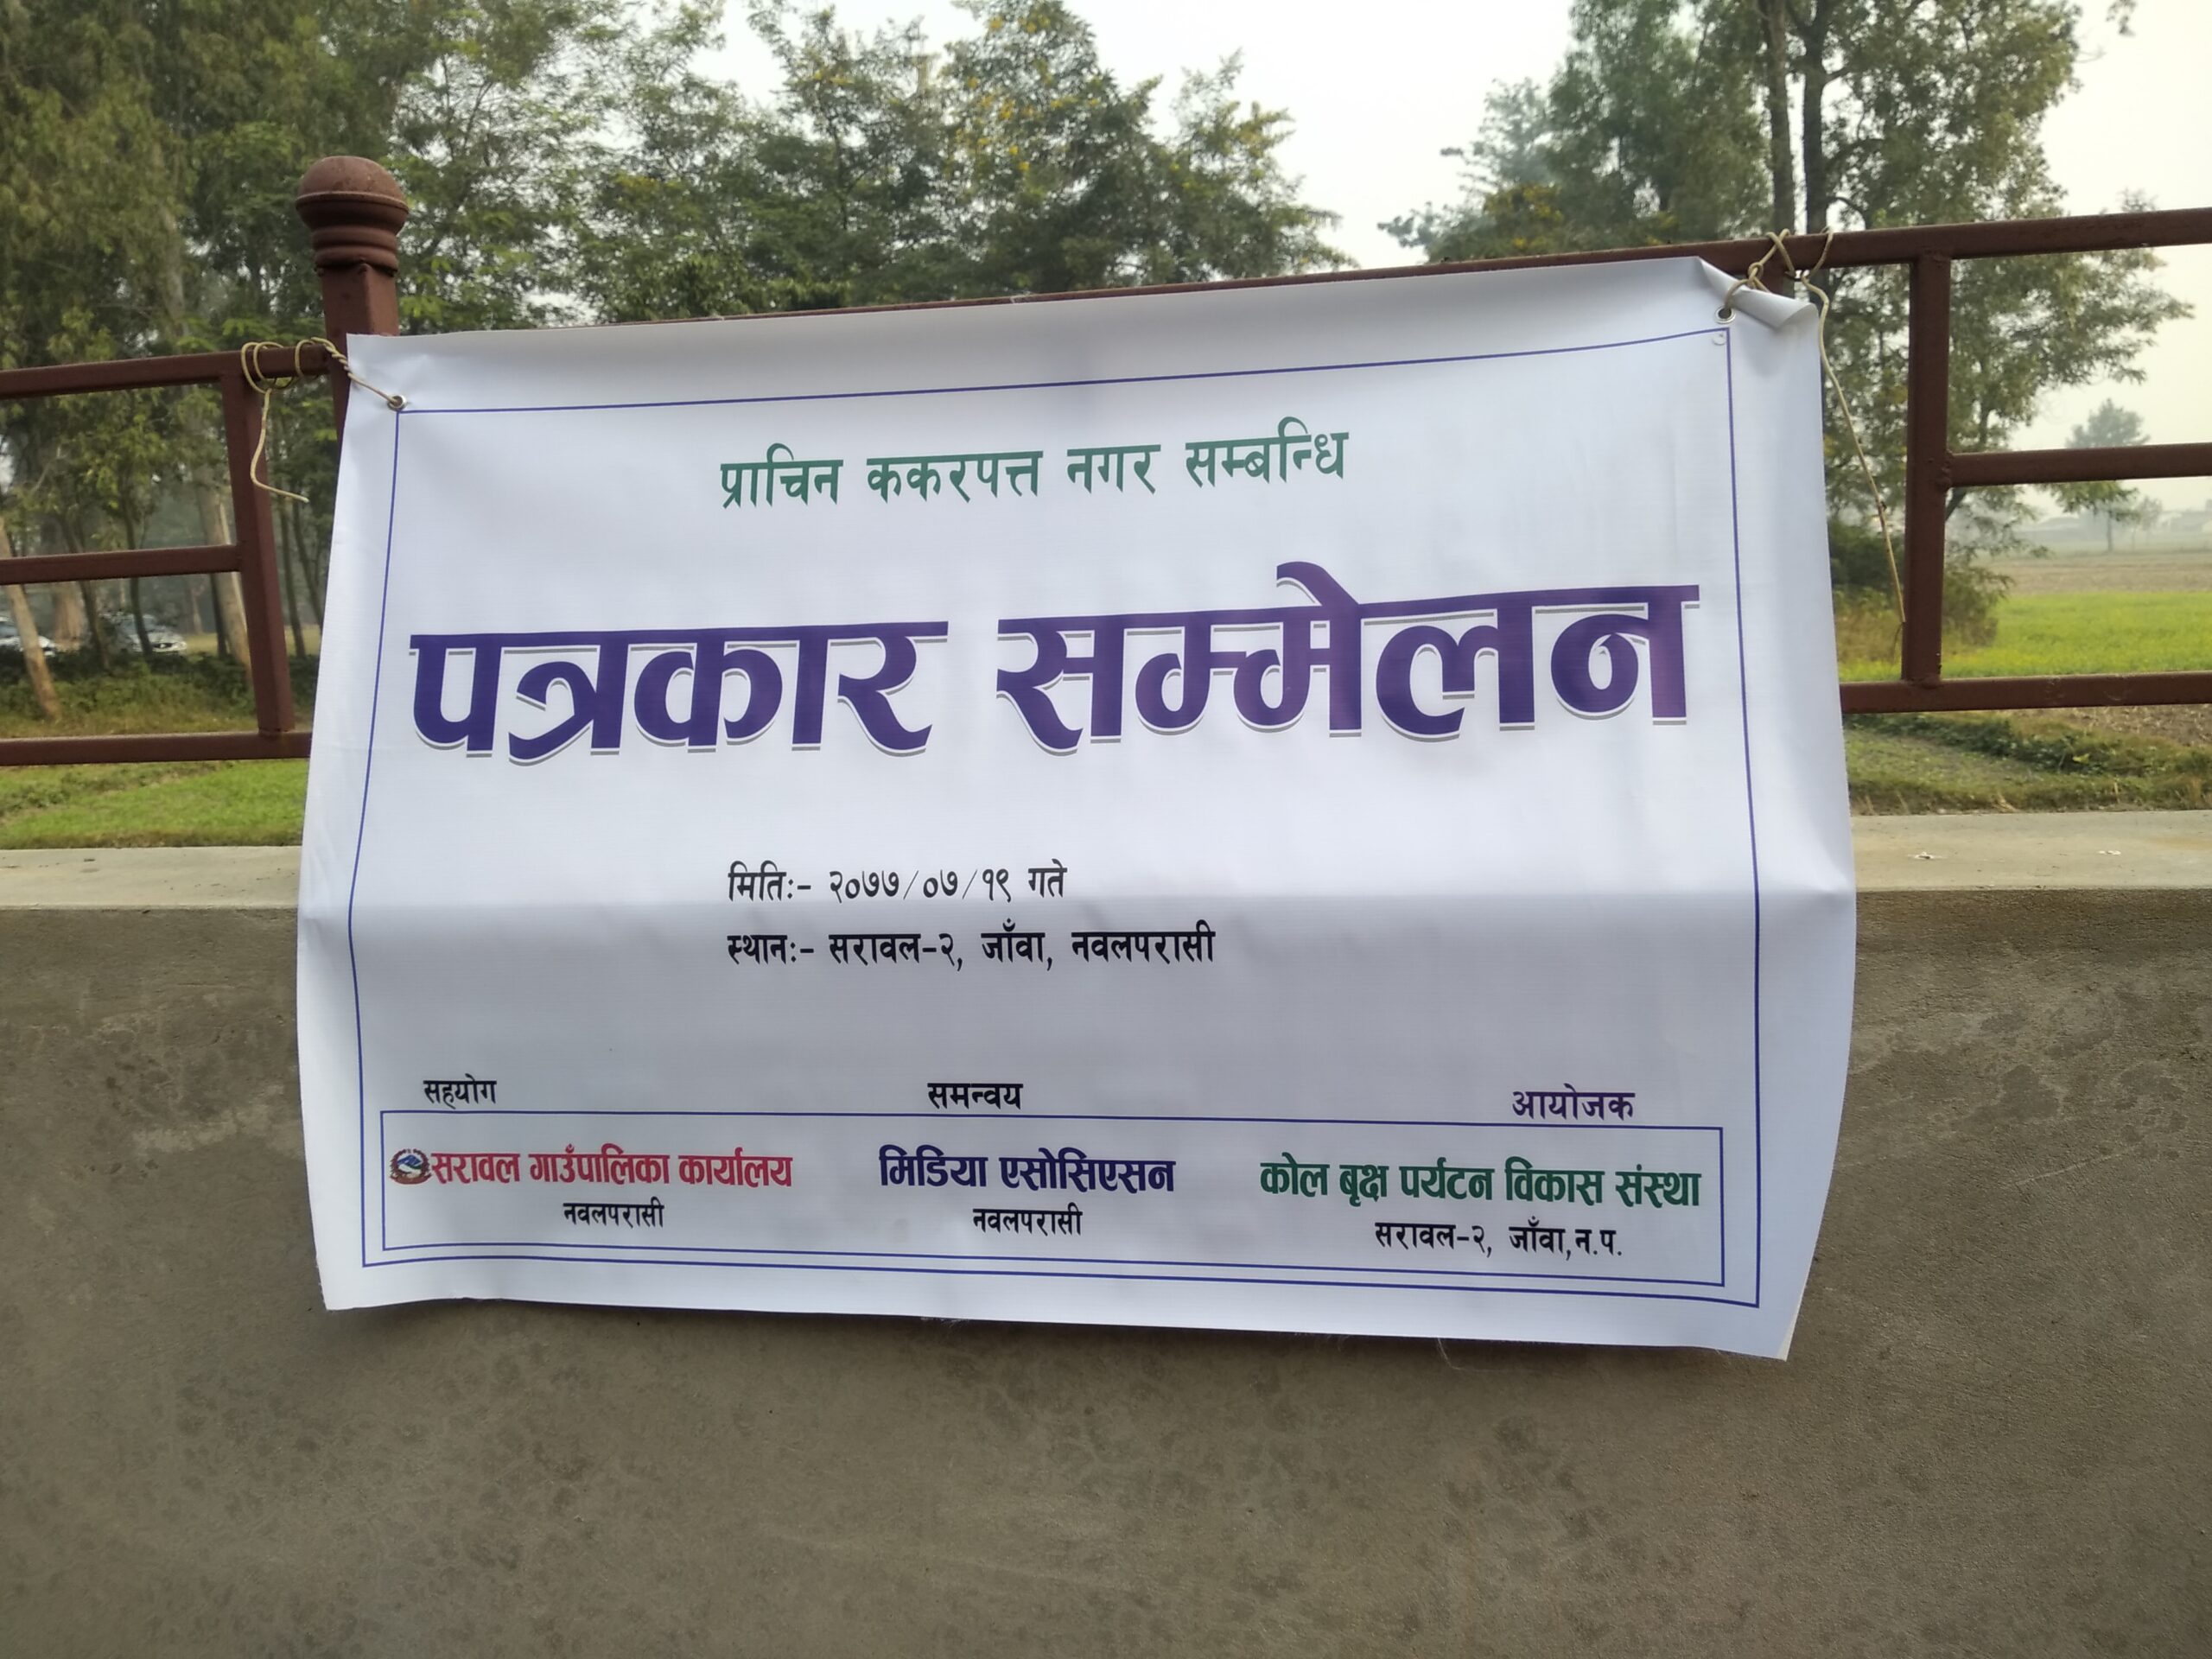 प्राचिन ककरपत्त नगर सम्बन्धि
पत्रकार सम्मेलन
मितिः- २०७७/०७/१९ गते
स्थानः- सरावल-२, जाँवा, नवलपरासी
सहयोग
सरावल गाउँपालिका कार्यालय
नवलपरासी
समन्वय
मिडिया एसोसिएसन
नवलपरासी
आयोजक
कोल बृक्ष पर्यटन विकास संस्था
सरावल-२, जाँवा,न.प.